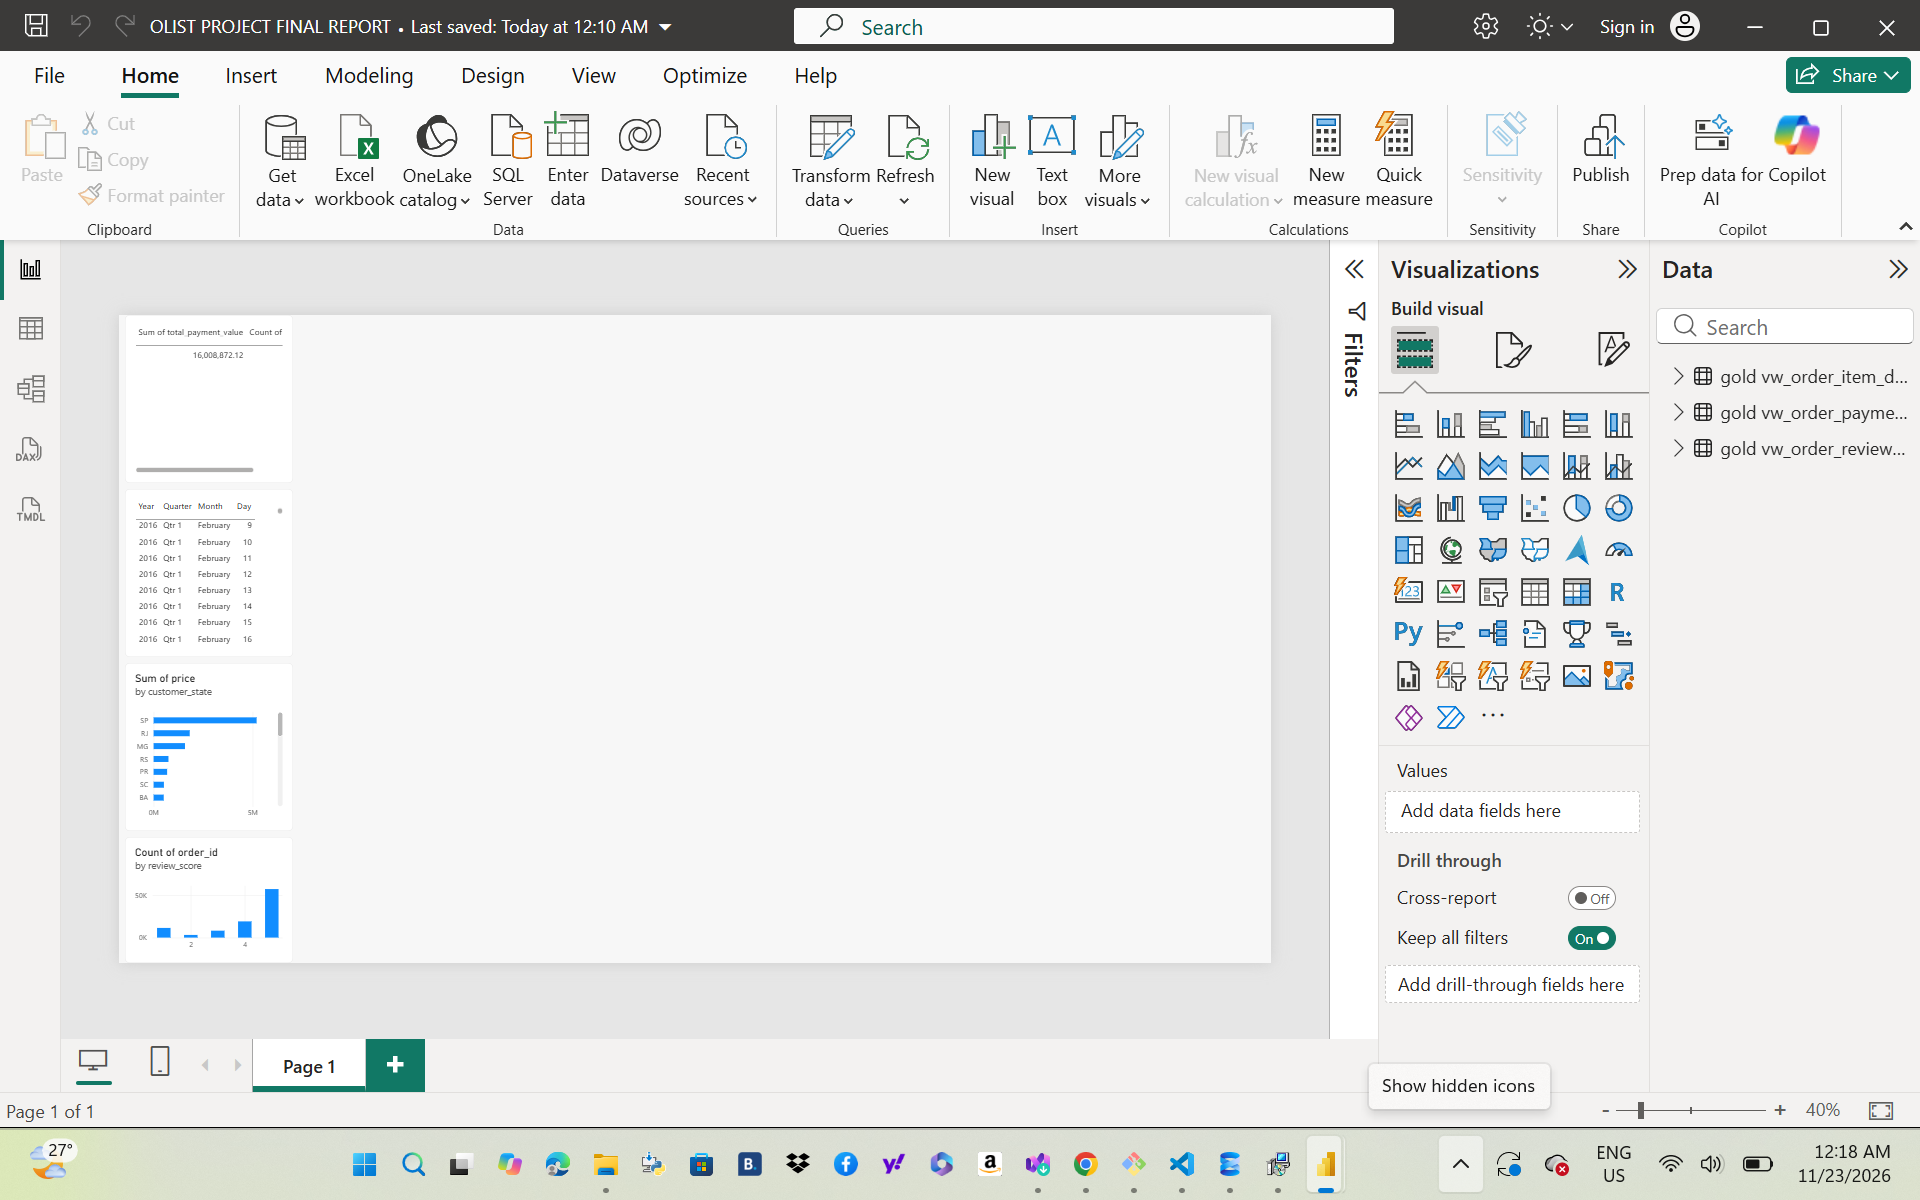 OLIST PROJECT FINAL REPORT • Last saved: Today at 12:10 AM
Search
Sign in
File Home Insert Modeling Design View Optimize Help
Share
Paste
Cut
Copy
Format painter
Clipboard
Get data
Excel workbook
OneLake catalog
SQL Server
Enter data
Dataverse
Recent sources
Data
Transform data
Refresh
Queries
New visual
Text box
More visuals
Insert
New visual calculation
New measure
Quick measure
Calculations
Sensitivity
Sensitivity
Publish
Share
Prep data for AI
Copilot
Copilot
DAX
TMDL
Sum of total_payment_value Count of
16,008,872.12
Year Quarter Month Day
2016 Qtr 1 February 9
2016 Qtr 1 February 10
2016 Qtr 1 February 11
2016 Qtr 1 February 12
2016 Qtr 1 February 13
2016 Qtr 1 February 14
2016 Qtr 1 February 15
2016 Qtr 1 February 16
Sum of price
by customer_state
SP
RJ
MG
RS
PR
SC
BA
0M 5M
Count of order_id
by review_score
50K
0K
2 4
Filters
Visualizations
Build visual
123
R
Py
Values
Add data fields here
Drill through
Cross-report Off
Keep all filters On
Add drill-through fields here
Data
Search
gold vw_order_item_d...
gold vw_order_payme...
gold vw_order_review...
Page 1
Show hidden icons
Page 1 of 1
- + 40%
27°
B.
a
ENG
US
12:18 AM
11/23/2026